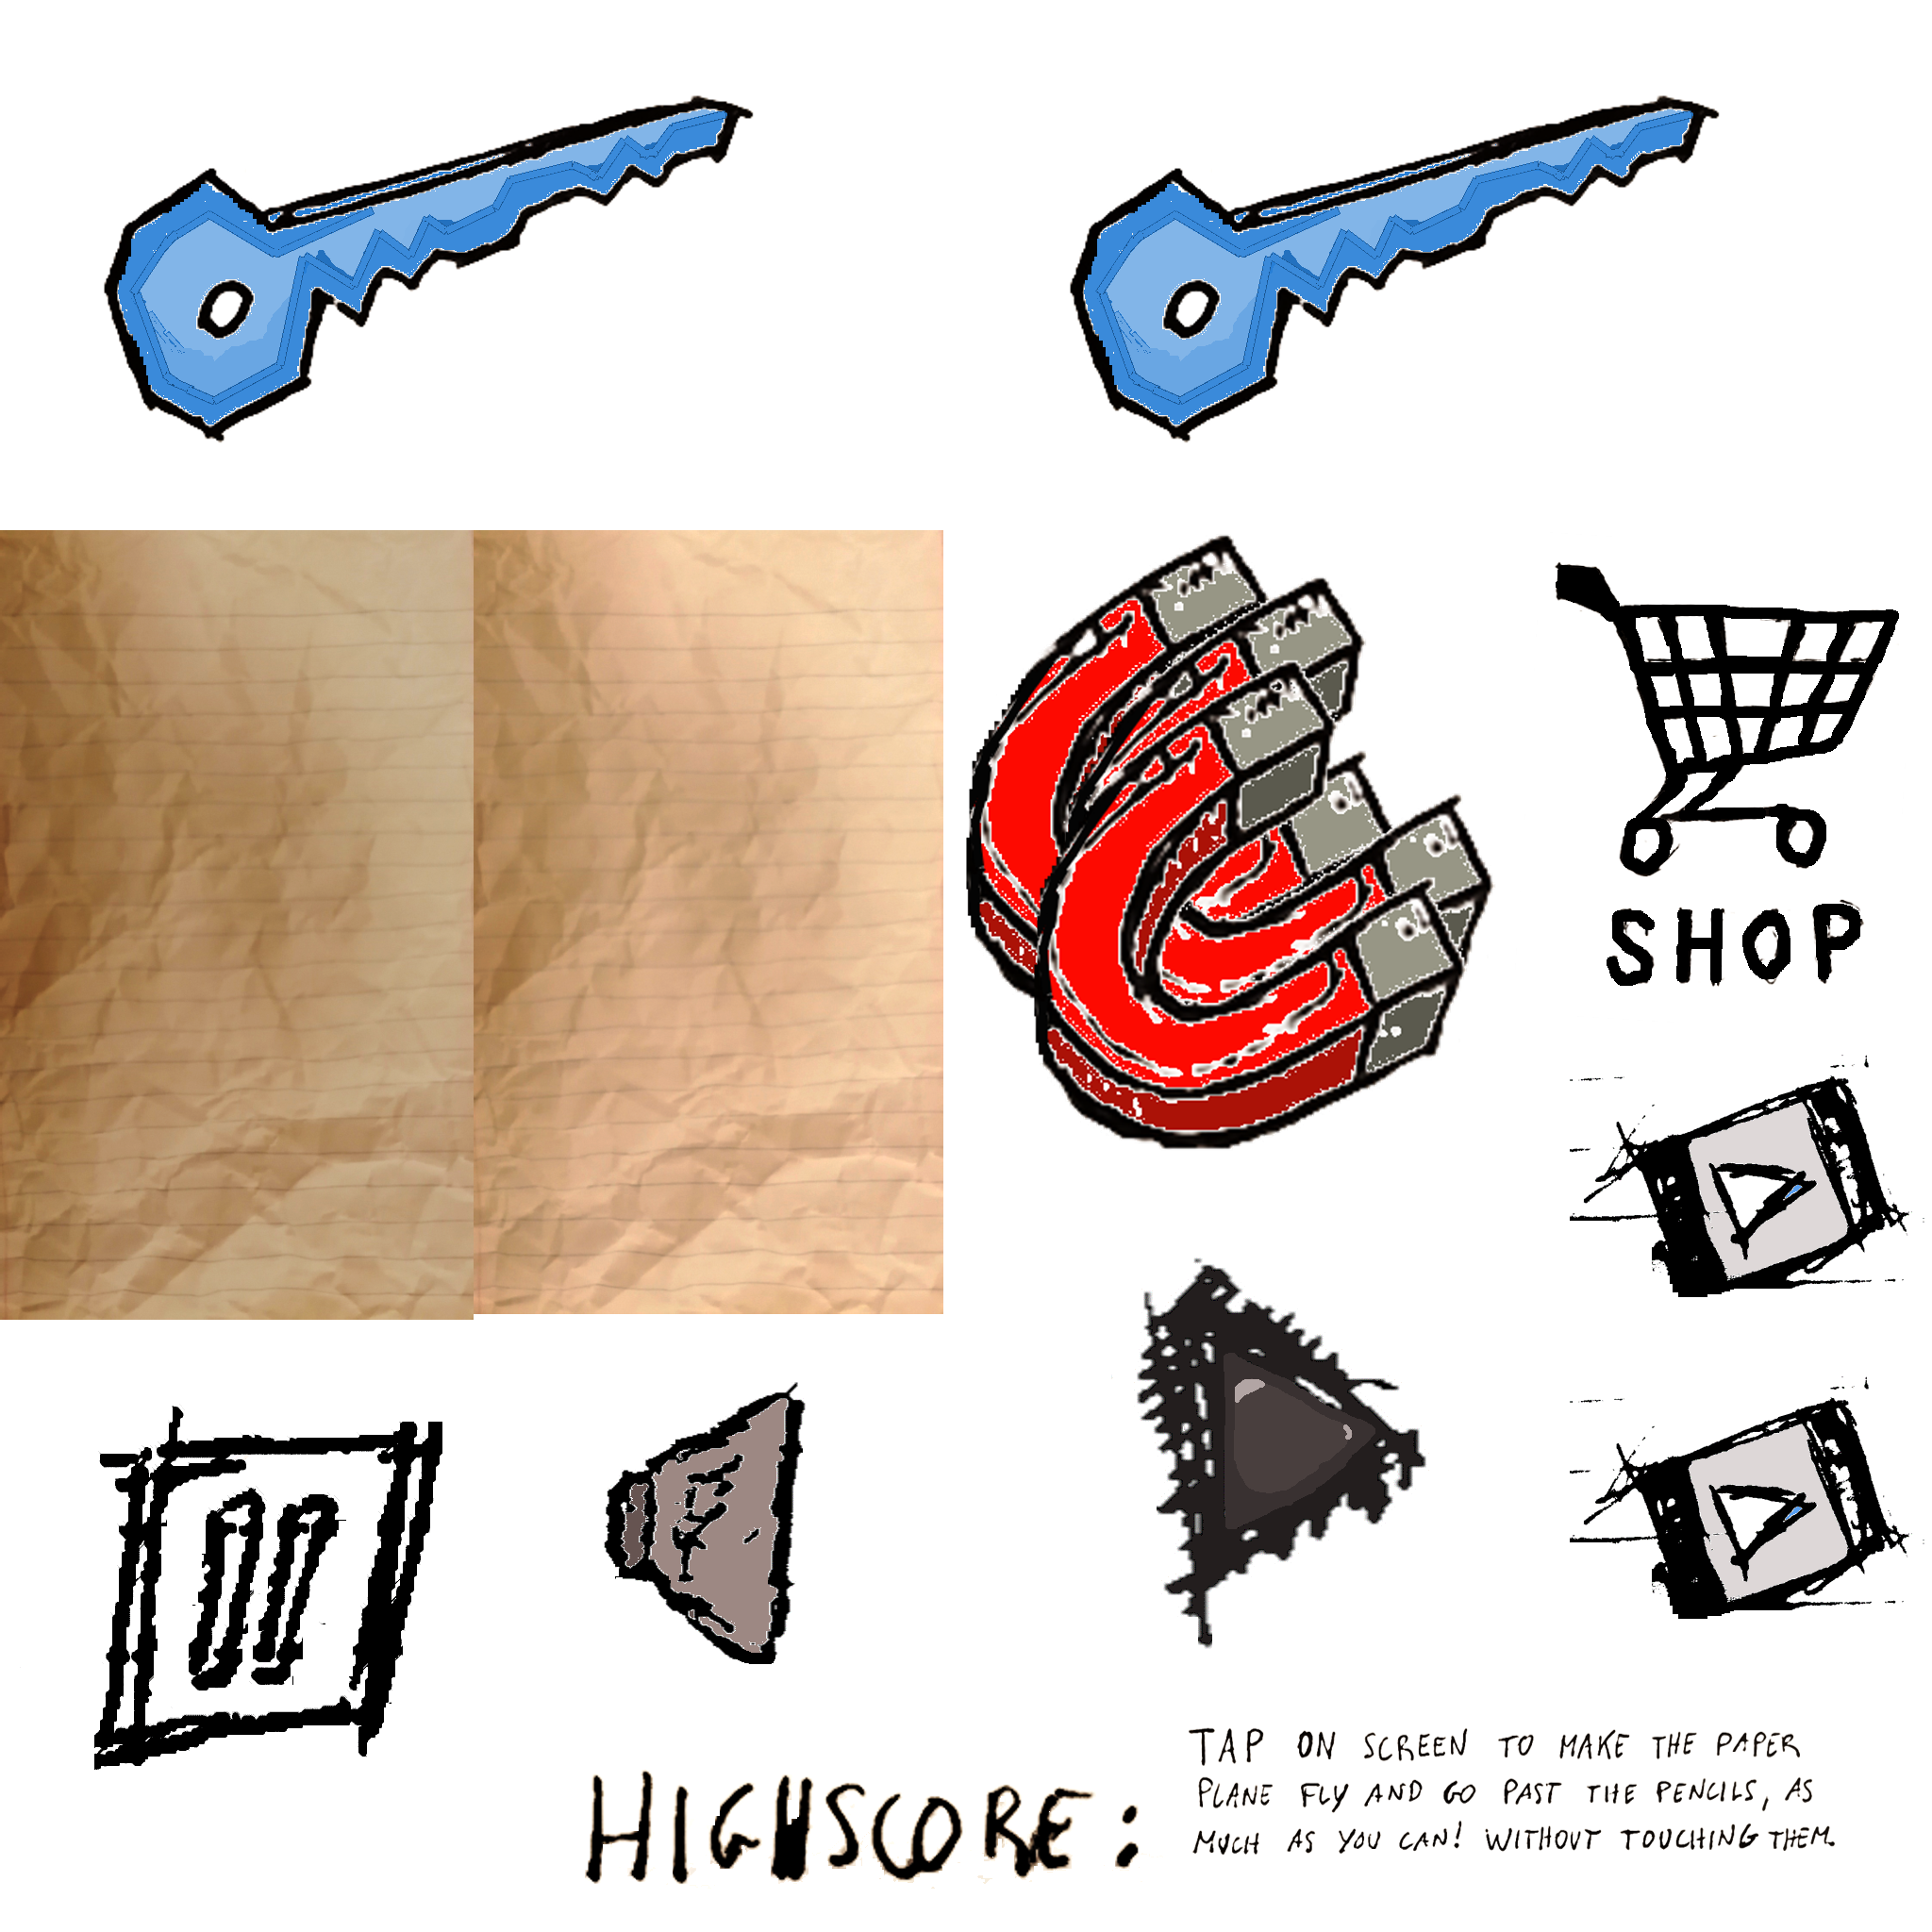 SHOP
HIGHSCORE:
TAP ON SCREEN TO MAKE THE PAPER
PLANE FLY AND GO PAST THE PENCILS, AS
MUCH AS YOU CAN! WITHOUT TOUCHING THEM.